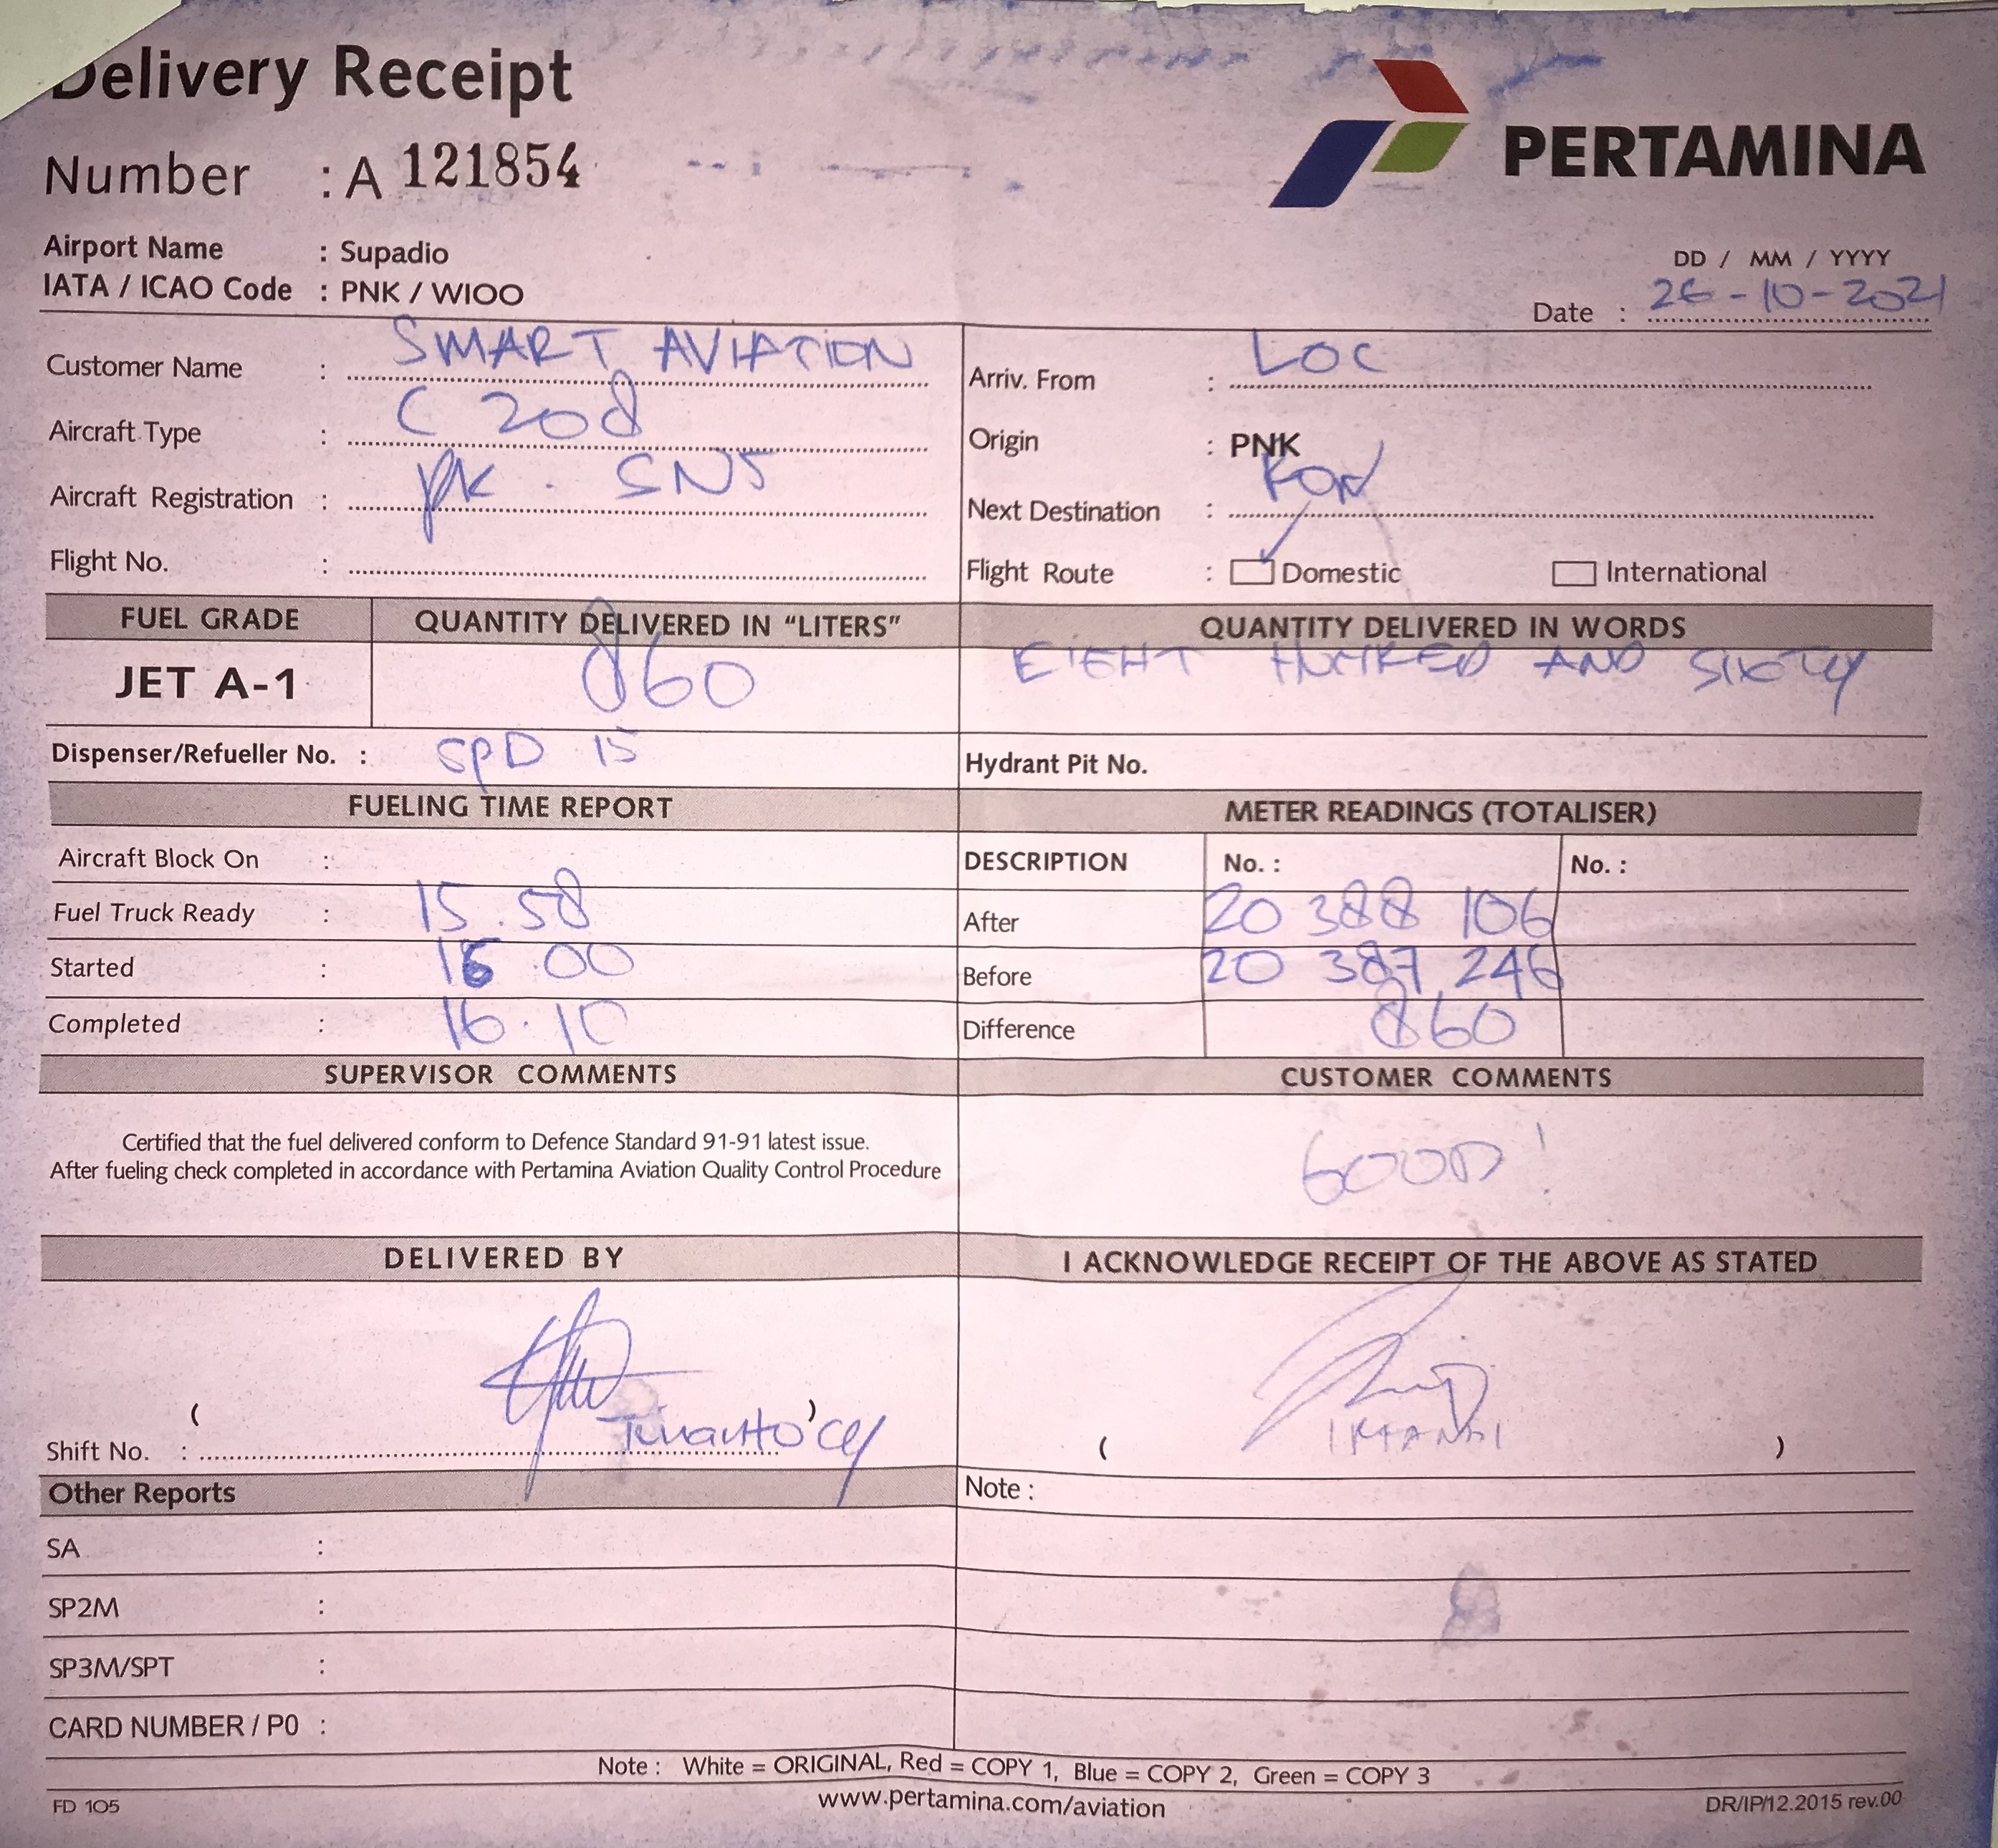 Delivery Receipt
PERTAMINA
Number : A 121854
Airport Name : Supadio
IATA / ICAO Code : PNK / WIOO
DD / MM / YYYY
Date : 26-10-2021
Customer Name : SMART AVIATION
Arriv. From : LOC
Aircraft Type : C 208
Origin : PNK
Aircraft Registration : PK . SNS
Next Destination :
Flight No. :
Flight Route : Domestic International
FUEL GRADE QUANTITY DELIVERED IN “LITERS” QUANTITY DELIVERED IN WORDS
JET A-1 860 EIGHT AND SIXTY
Dispenser/Refueller No. : SPD 15
Hydrant Pit No.
FUELING TIME REPORT METER READINGS (TOTALISER)
Aircraft Block On :
DESCRIPTION No. : No. :
Fuel Truck Ready : 15.58
After 20 388 106
Started : 16 00
Before 20 387 246
Completed : 16.10
Difference 860
SUPERVISOR COMMENTS CUSTOMER COMMENTS
Certified that the fuel delivered conform to Defence Standard 91-91 latest issue.
After fueling check completed in accordance with Pertamina Aviation Quality Control Procedure
GOOD !
DELIVERED BY I ACKNOWLEDGE RECEIPT OF THE ABOVE AS STATED
( )
Shift No. :
( )
Other Reports
Note :
SA :
SP2M :
SP3M/SPT :
CARD NUMBER / P0 :
Note : White = ORIGINAL, Red = COPY 1, Blue = COPY 2, Green = COPY 3
FD 105
www.pertamina.com/aviation
DR/IP/12.2015 rev.00